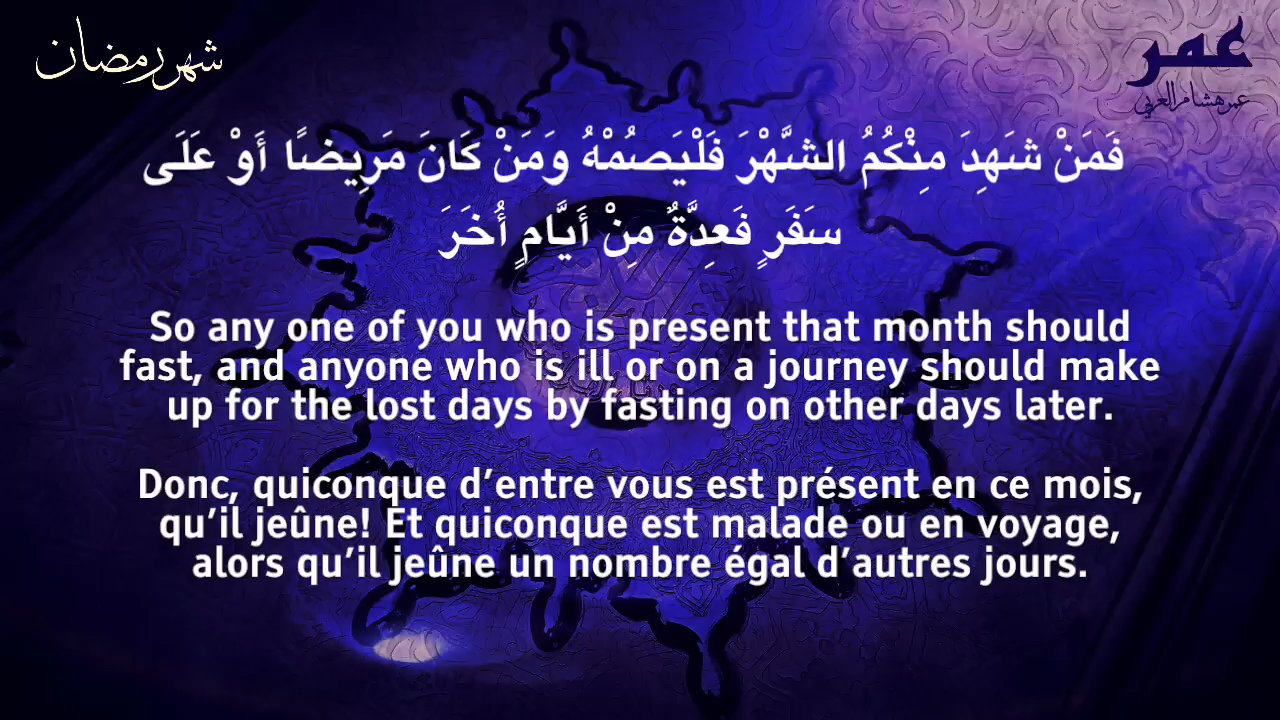 شهر رمضان
عمر
عمر هشام العربي
فَمَنْ شَهِدَ مِنْكُمُ الشَّهْرَ فَلْيَصُمْهُ وَمَنْ كَانَ مَرِيضًا أَوْ عَلَى
سَفَرٍ فَعِدَّةٌ مِنْ أَيَّامٍ أُخَرَ
So any one of you who is present that month should
fast, and anyone who is ill or on a journey should make
up for the lost days by fasting on other days later.
Donc, quiconque d’entre vous est présent en ce mois,
qu’il jeûne! Et quiconque est malade ou en voyage,
alors qu’il jeûne un nombre égal d’autres jours.